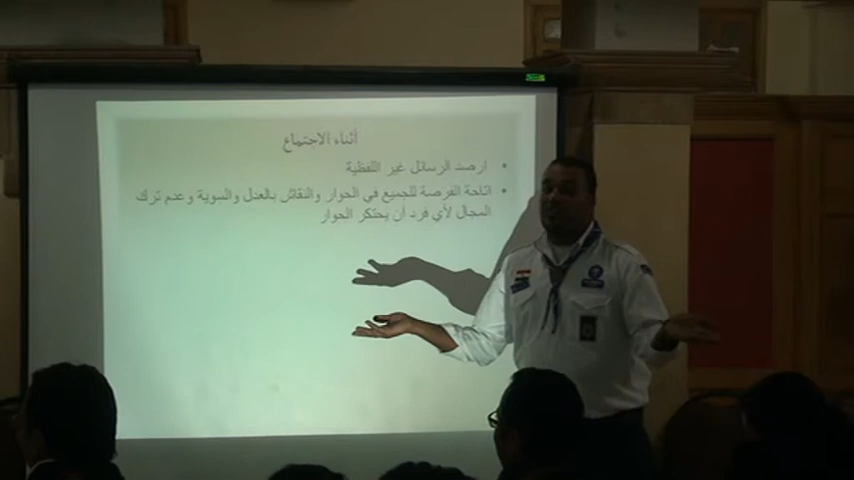 أثناء الاجتماع
• ارصد الرسائل غير اللفظية
• اتاحة الفرصة للجميع في الحوار والنقاش بالعدل والسوية وعدم ترك
المجال لأي فرد أن يحتكر الحوار